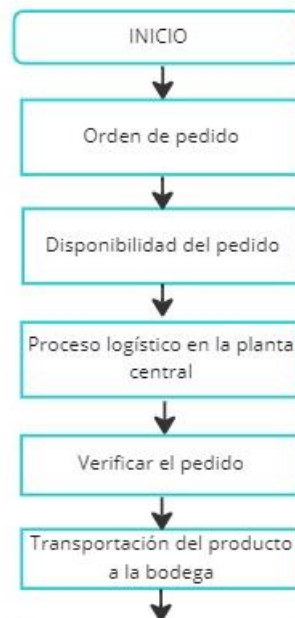 INICIO
Orden de pedido
Disponibilidad del pedido
Proceso logístico en la planta
central
Verificar el pedido
Transportación del producto
a la bodega